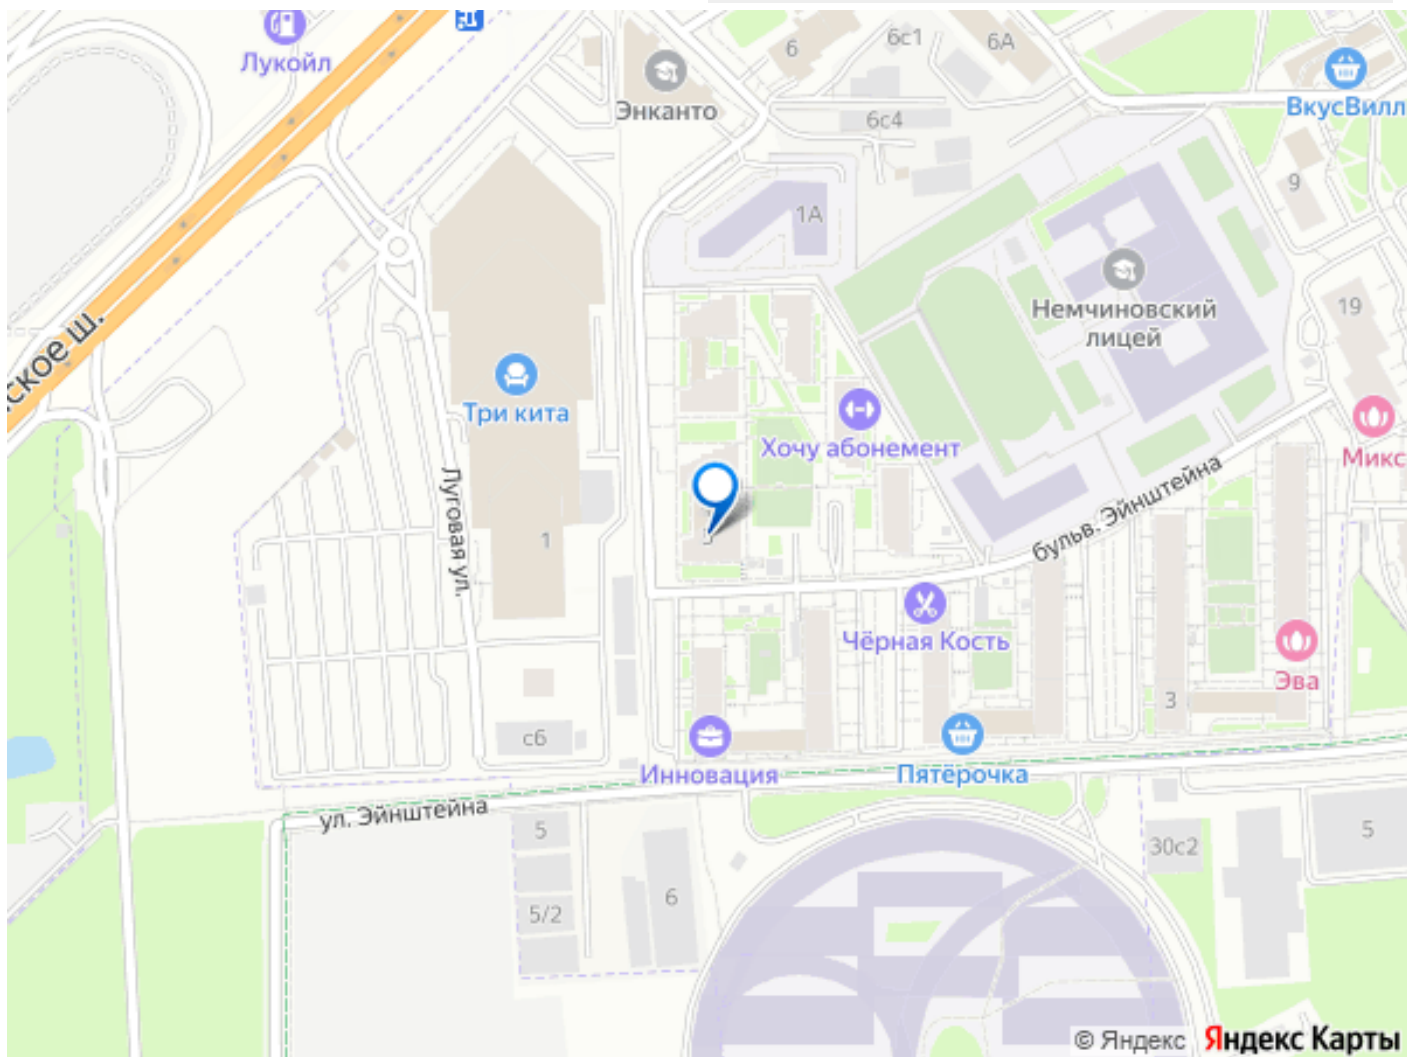 Лукойл
6
6с1
6А
Энканто
ВкусВилл
6с4
9
1А
Немчиновский
лицей
19
ское ш.
Три кита
Хочу абонемент
Микс
Луговая ул.
1
бульв. Эйнштейна
Чёрная Кость
Эва
3
с6
Инновация
Пятёрочка
ул. Эйнштейна
5
30с2
5
6
5/2
© Яндекс Яндекс Карты